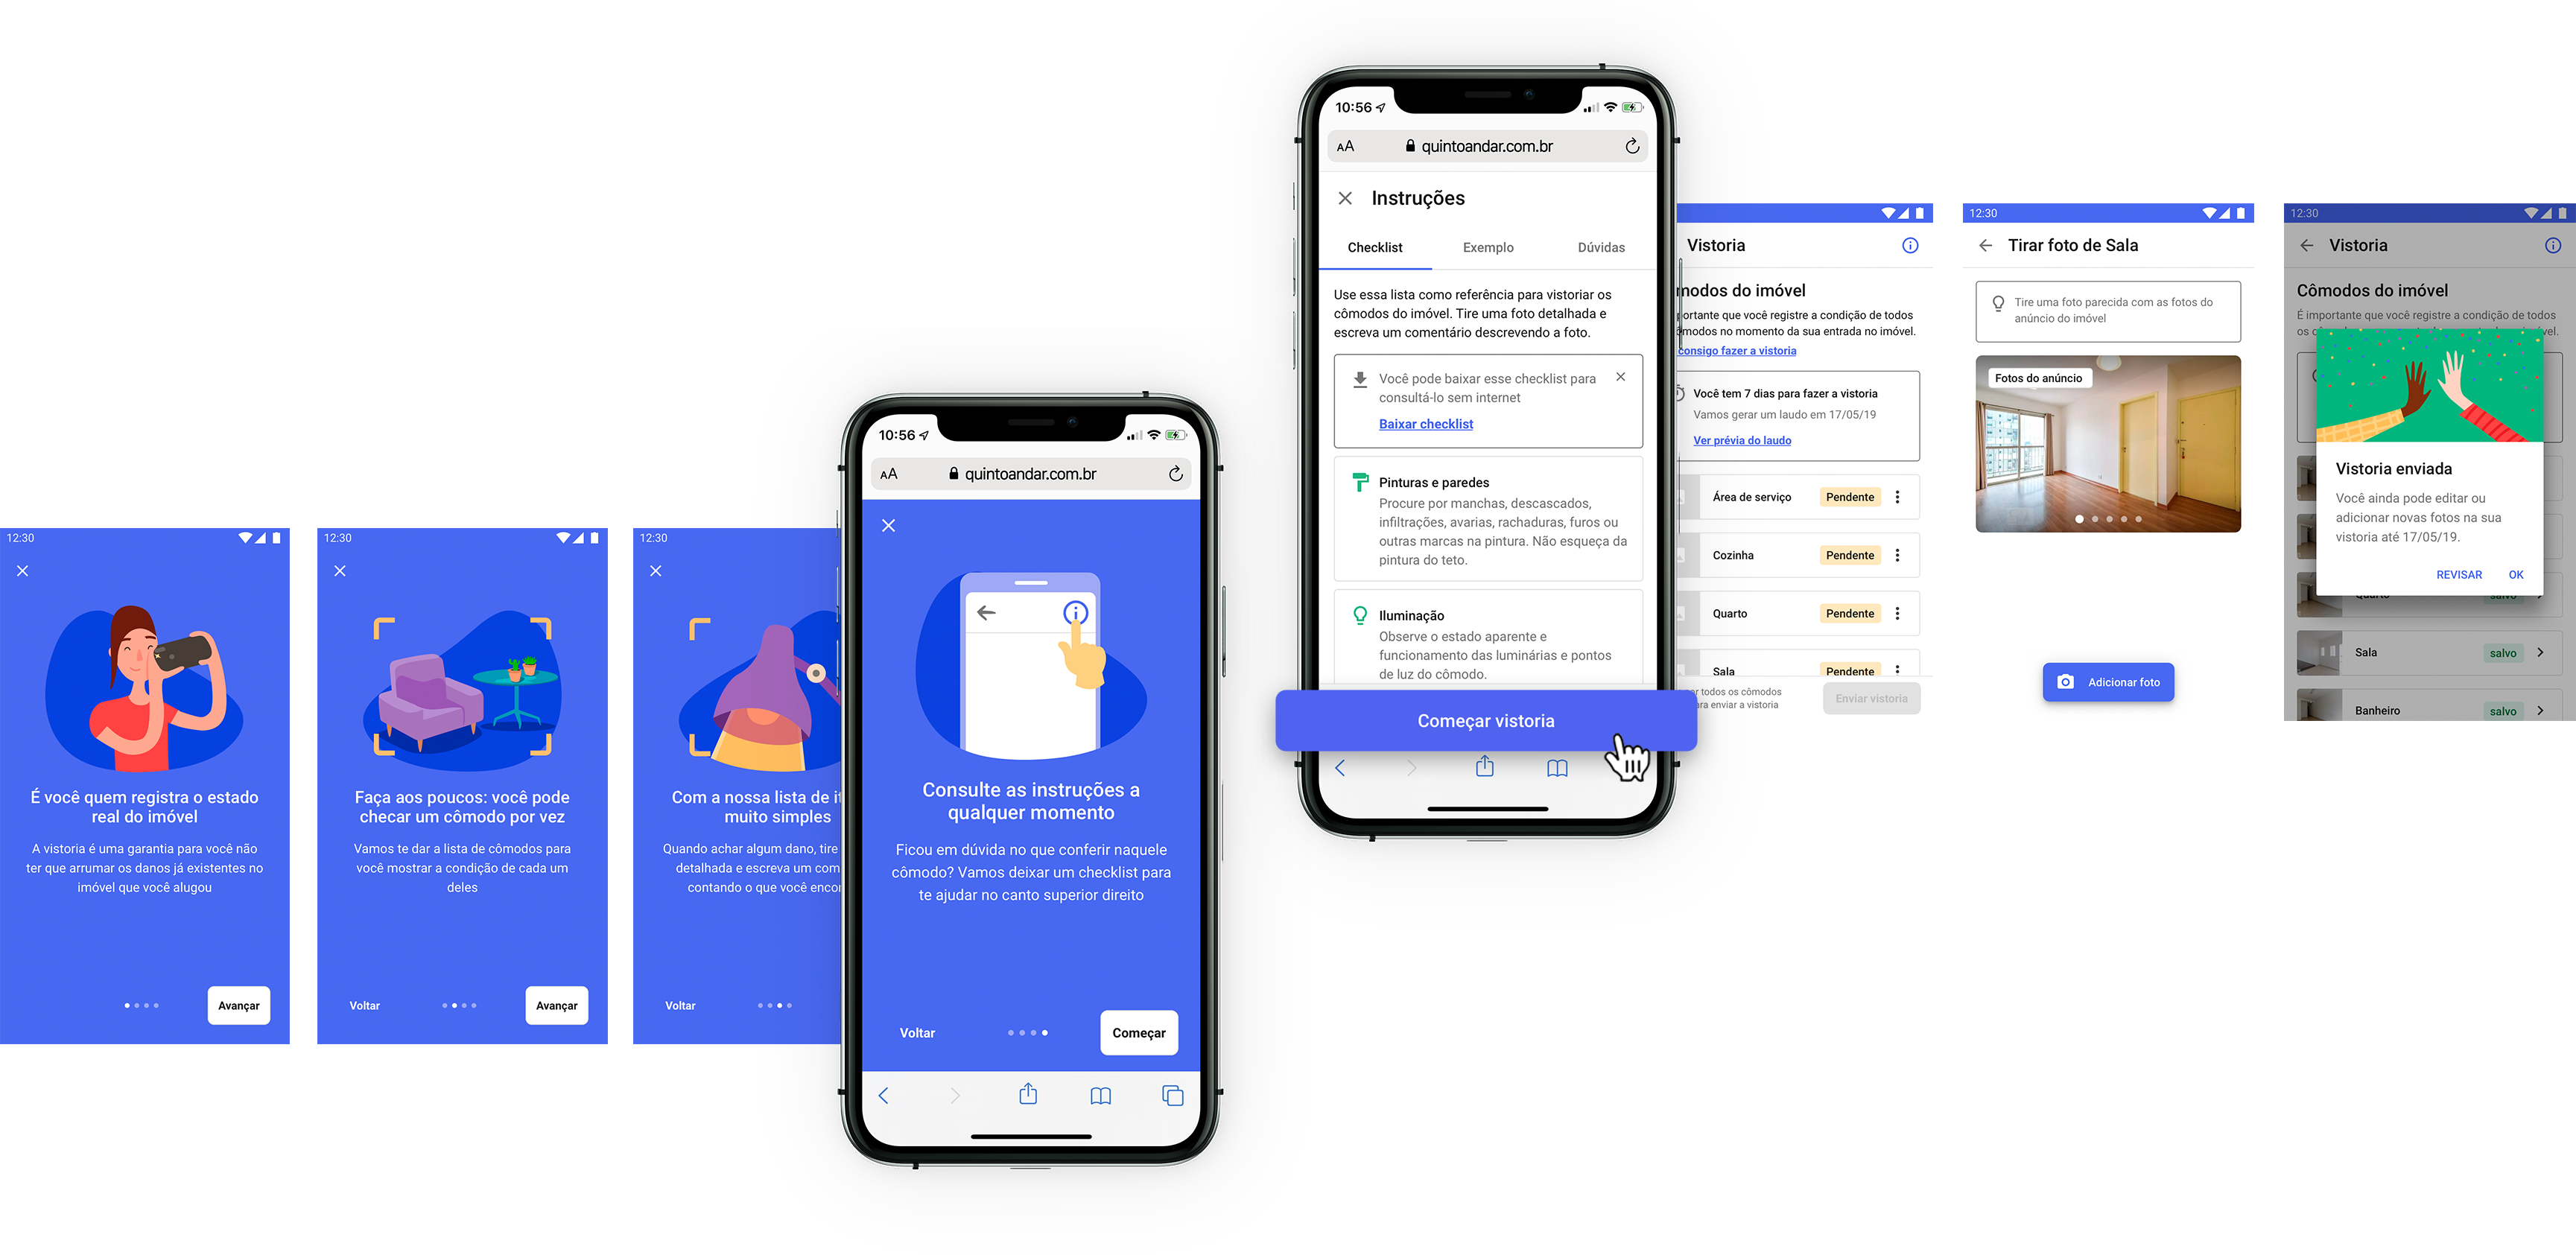 12:30
É você quem registra o estado
real do imóvel
A vistoria é uma garantia para você não
ter que arrumar os danos já existentes no
imóvel que você alugou
Avançar
12:30
Faça aos poucos: você pode
checar um cômodo por vez
Vamos te dar a lista de cômodos para
você mostrar a condição de cada um
deles
Voltar
Avançar
12:30
Com a nossa lista de
muito simples
Quando achar algum dano, tire
detalhada e escreva um
contando o que você
Voltar
10:56
AA
quintoandar.com.br
Consulte as instruções a
qualquer momento
Ficou em dúvida no que conferir naquele
cômodo? Vamos deixar um checklist para
te ajudar no canto superior direito
Voltar
Começar
10:56
AA
quintoandar.com.br
Instruções
Checklist
Exemplo
Dúvidas
Use essa lista como referência para vistoriar os
cômodos do imóvel. Tire uma foto detalhada e
escreva um comentário descrevendo a foto.
Você pode baixar esse checklist para
consultá-lo sem internet
Baixar checklist
Pinturas e paredes
Procure por manchas, descascados,
infiltrações, avarias, rachaduras, furos ou
outras marcas na pintura. Não esqueça da
pintura do teto.
Iluminação
Observe o estado aparente e
funcionamento das luminárias e pontos
de luz do cômodo.
Começar vistoria
Vistoria
do imóvel
que você registre a condição de todos
no momento da sua entrada no imóvel.
consigo fazer a vistoria
Você tem 7 dias para fazer a vistoria
Vamos gerar um laudo em 17/05/19
Ver prévia do laudo
Área de serviço
Pendente
Cozinha
Pendente
Quarto
Pendente
Sala
Pendente
todos os cômodos
para enviar a vistoria
Enviar vistoria
12:30
Tirar foto de Sala
Tire uma foto parecida com as fotos do
anúncio do imóvel
Fotos do anúncio
Adicionar foto
12:30
Vistoria
Cômodos do imóvel
É importante que você registre a condição de todos
os
Vistoria enviada
Você ainda pode editar ou
adicionar novas fotos na sua
vistoria até 17/05/19.
REVISAR
OK
Quarto
salvo
Sala
salvo
Banheiro
salvo